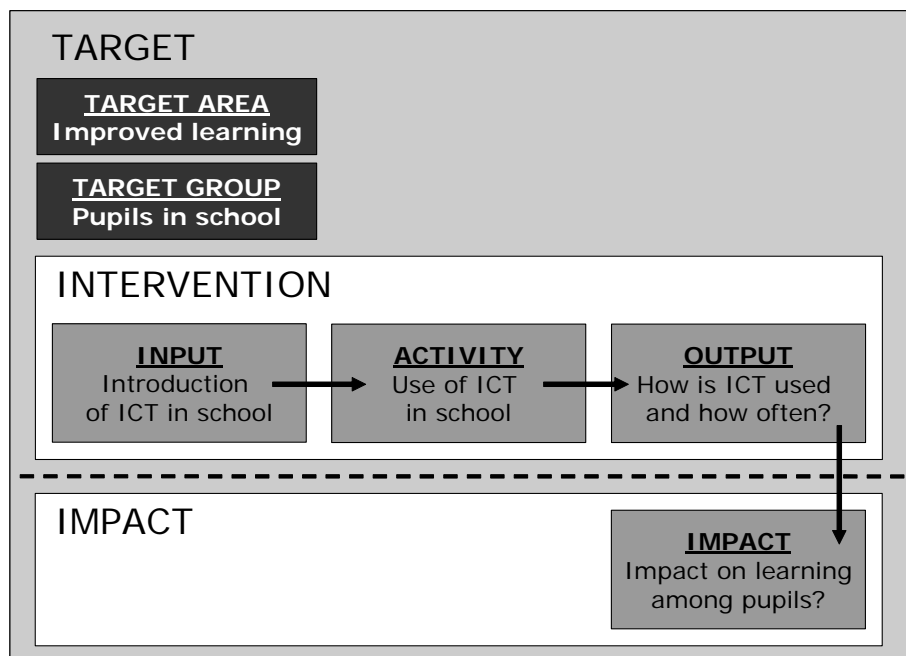 TARGET
TARGET AREA
Improved learning
TARGET GROUP
Pupils in school
INTERVENTION
INPUT
Introduction
of ICT in school
ACTIVITY
Use of ICT
in school
OUTPUT
How is ICT used
and how often?
IMPACT
IMPACT
Impact on learning
among pupils?